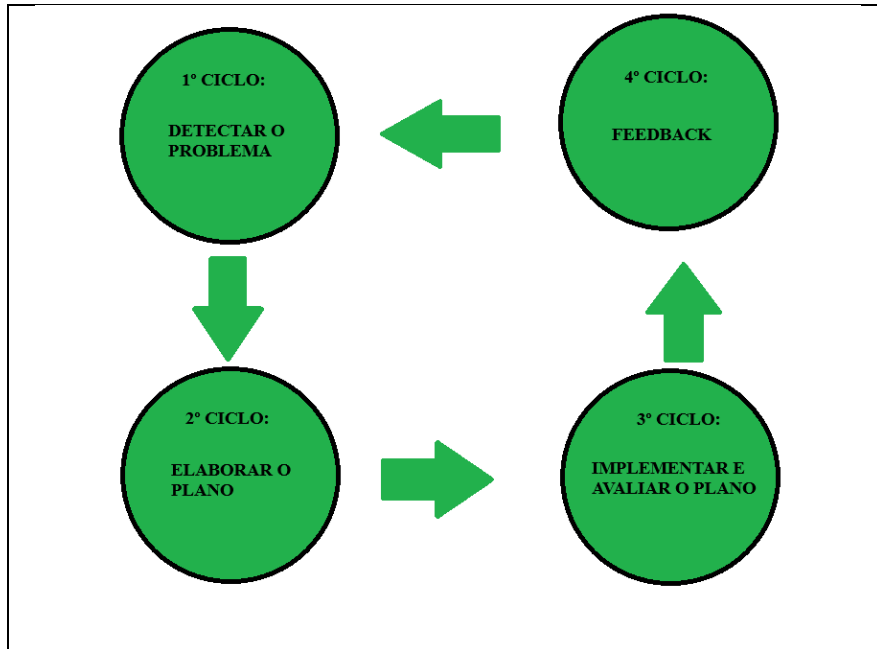 1º CICLO:
DETECTAR O
PROBLEMA
2º CICLO:
ELABORAR O
PLANO
3º CICLO:
IMPLEMENTAR E
AVALIAR O PLANO
4º CICLO:
FEEDBACK